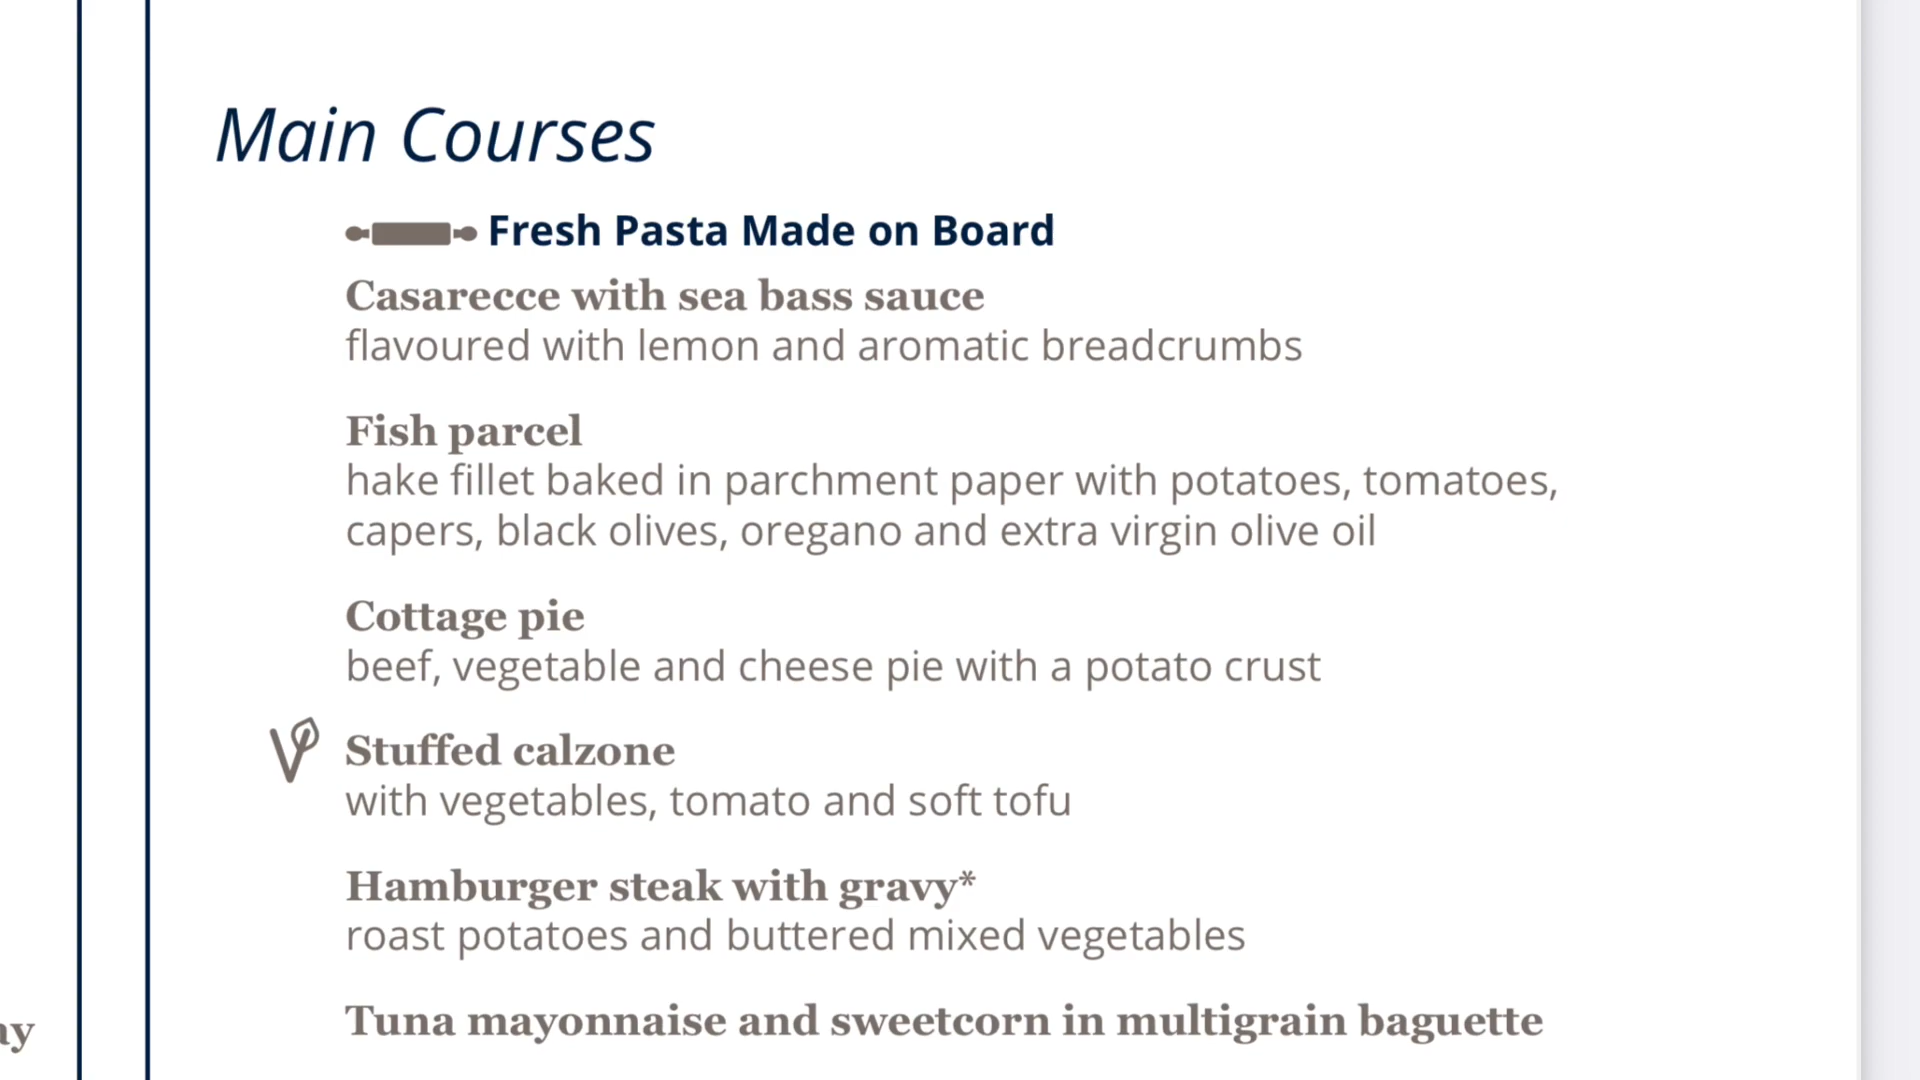 Main Courses
Fresh Pasta Made on Board
Casarecce with sea bass sauce
flavoured with lemon and aromatic breadcrumbs
Fish parcel
hake fillet baked in parchment paper with potatoes, tomatoes,
capers, black olives, oregano and extra virgin olive oil
Cottage pie
beef, vegetable and cheese pie with a potato crust
Stuffed calzone
with vegetables, tomato and soft tofu
Hamburger steak with gravy*
roast potatoes and buttered mixed vegetables
Tuna mayonnaise and sweetcorn in multigrain baguette